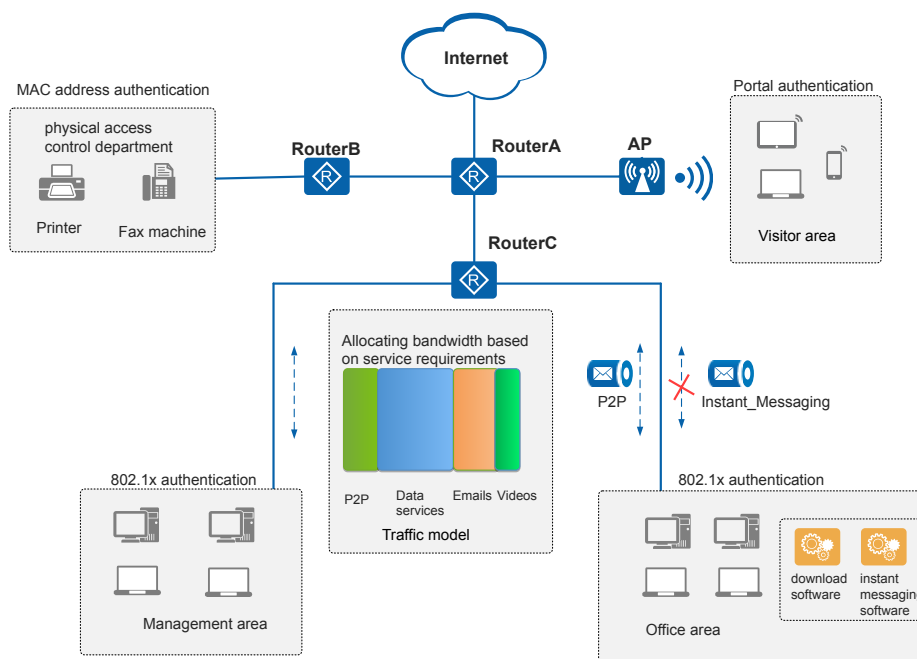 Internet
MAC address authentication
physical access
control department
Printer
Fax machine
RouterB
R
RouterA
R
AP
Portal authentication
Visitor area
RouterC
R
Allocating bandwidth based
on service requirements
P2P
Data
services
Emails
Videos
Traffic model
P2P
Instant_Messaging
802.1x authentication
Management area
802.1x authentication
Office area
download
software
instant
messaging
software